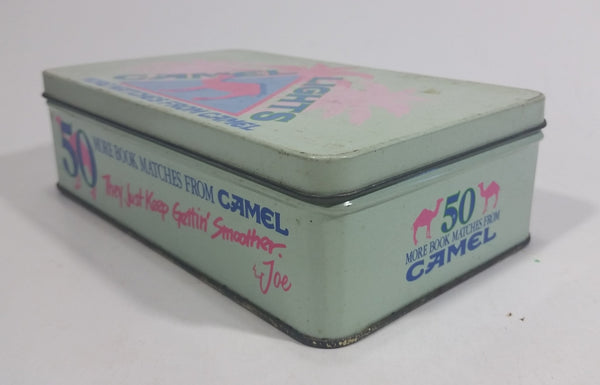 CAMEL
LIGHTS
50 MORE BOOK MATCHES FROM CAMEL
They Just Keep Gettin' Smoother.
Joe
50
MORE BOOK MATCHES FROM
CAMEL